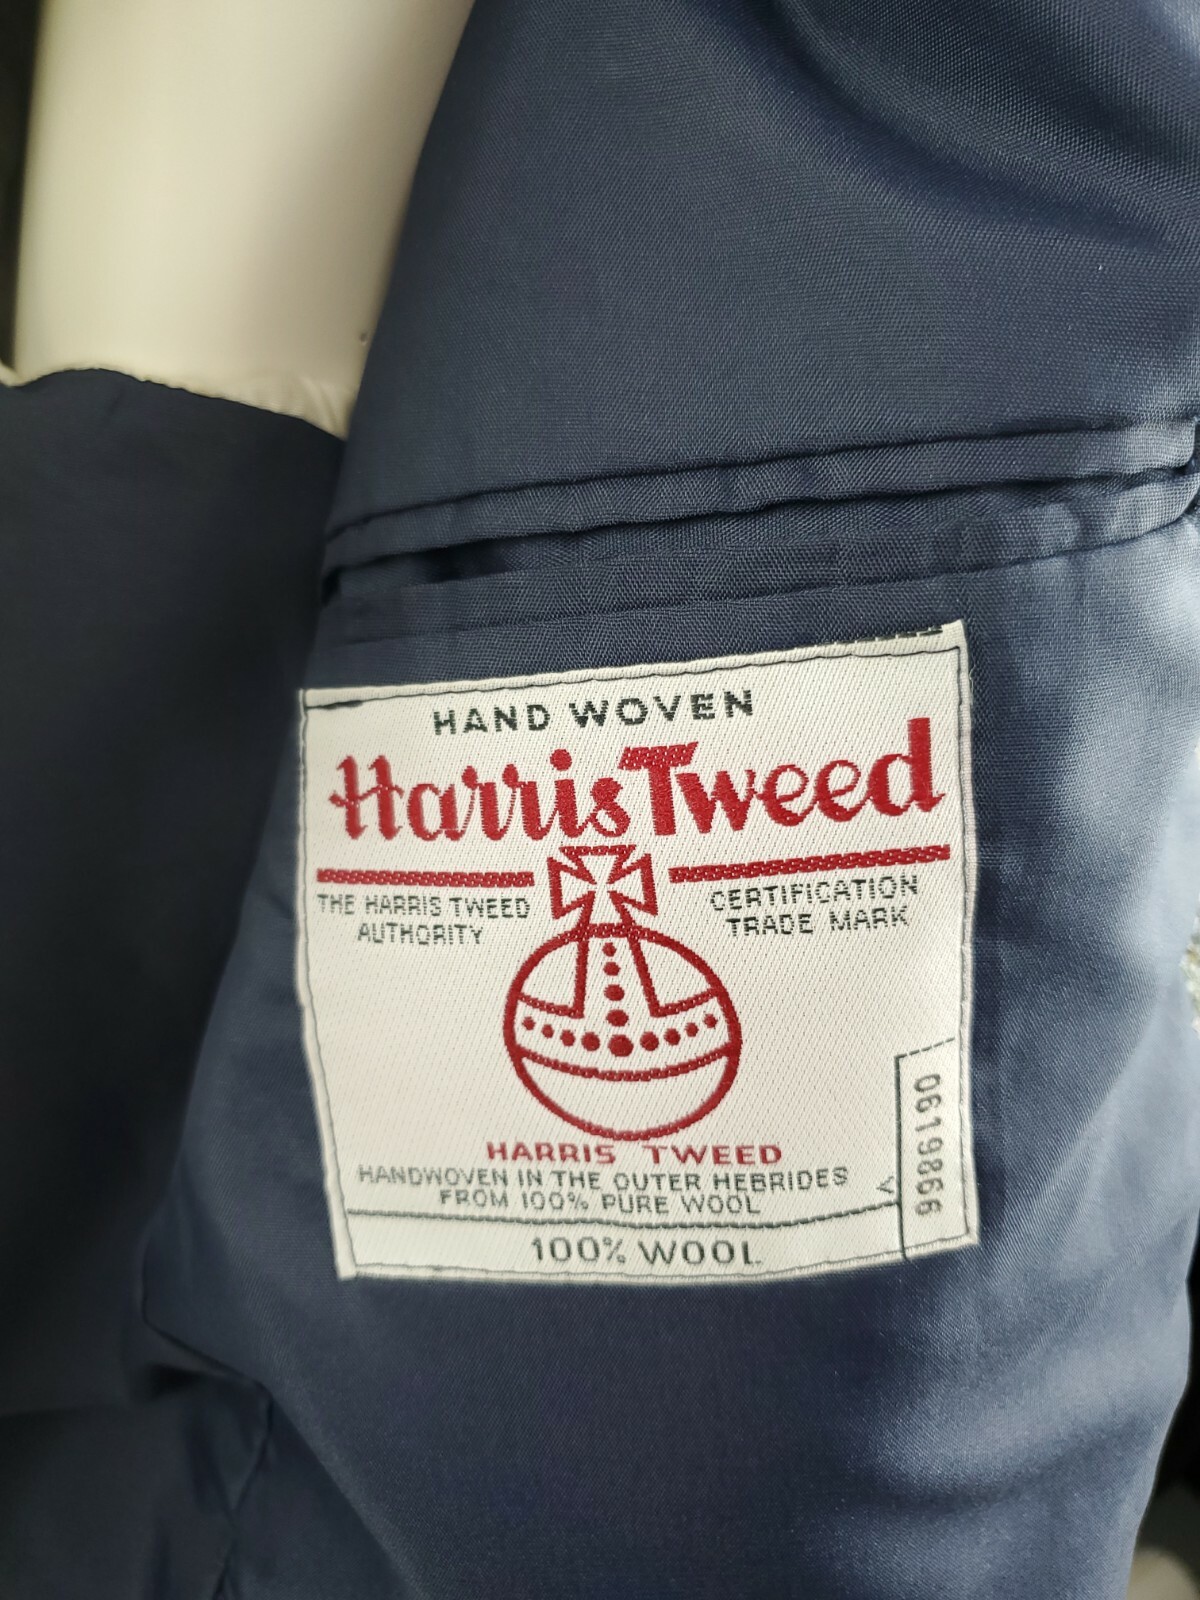 HAND WOVEN
Harris Tweed
THE HARRIS TWEED
AUTHORITY
CERTIFICATION
TRADE MARK
HARRIS TWEED
HANDWOVEN IN THE OUTER HEBRIDES
FROM 100% PURE WOOL
100% WOOL
0619866